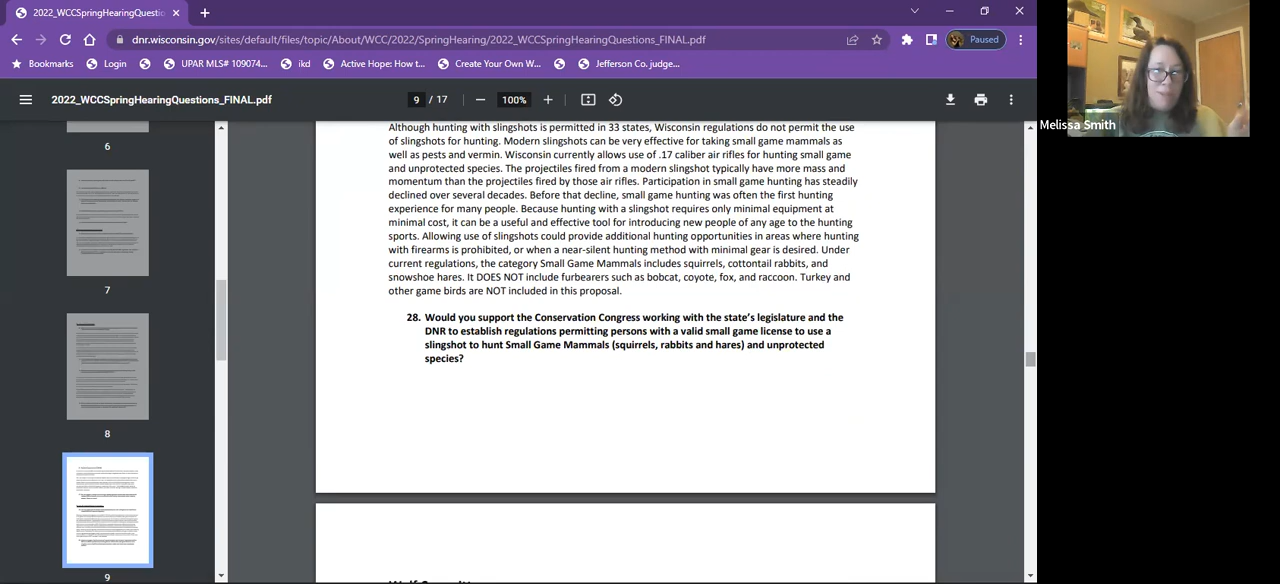 2022_WCCSpringHearingQuestio
dnr.wisconsin.gov/sites/default/files/topic/About/WCC/2022/SpringHearing/2022_WCCSpringHearingQuestions_FINAL.pdf
Paused
Bookmarks Login UPAR MLS# 109074... ikd Active Hope: How t... Create Your Own W... Jefferson Co. judge...
2022_WCCSpringHearingQuestions_FINAL.pdf
9 / 17
100%
6
7
8
9
Although hunting with slingshots is permitted in 33 states, Wisconsin regulations do not permit the use
of slingshots for hunting. Modern slingshots can be very effective for taking small game mammals as
well as pests and vermin. Wisconsin currently allows use of .17 caliber air rifles for hunting small game
and unprotected species. The projectiles fired from a modern slingshot typically have more mass and
momentum than the projectiles fired by those air rifles. Participation in small game hunting has steadily
declined over several decades. Before that decline, small game hunting was often the first hunting
experience for many people. Because hunting with a slingshot requires only minimal equipment at
minimal cost, it can be a useful and effective tool for introducing new people of any age to the hunting
sports. Allowing use of slingshots could provide additional hunting opportunities in areas where hunting
with firearms is prohibited, or when a near-silent hunting method with minimal gear is desired. Under
current regulations, the category Small Game Mammals includes squirrels, cottontail rabbits, and
snowshoe hares. It DOES NOT include furbearers such as bobcat, coyote, fox, and raccoon. Turkey and
other game birds are NOT included in this proposal.
28. Would you support the Conservation Congress working with the state's legislature and the
DNR to establish regulations permitting persons with a valid small game license to use a
slingshot to hunt Small Game Mammals (squirrels, rabbits and hares) and unprotected
species?
Melissa Smith